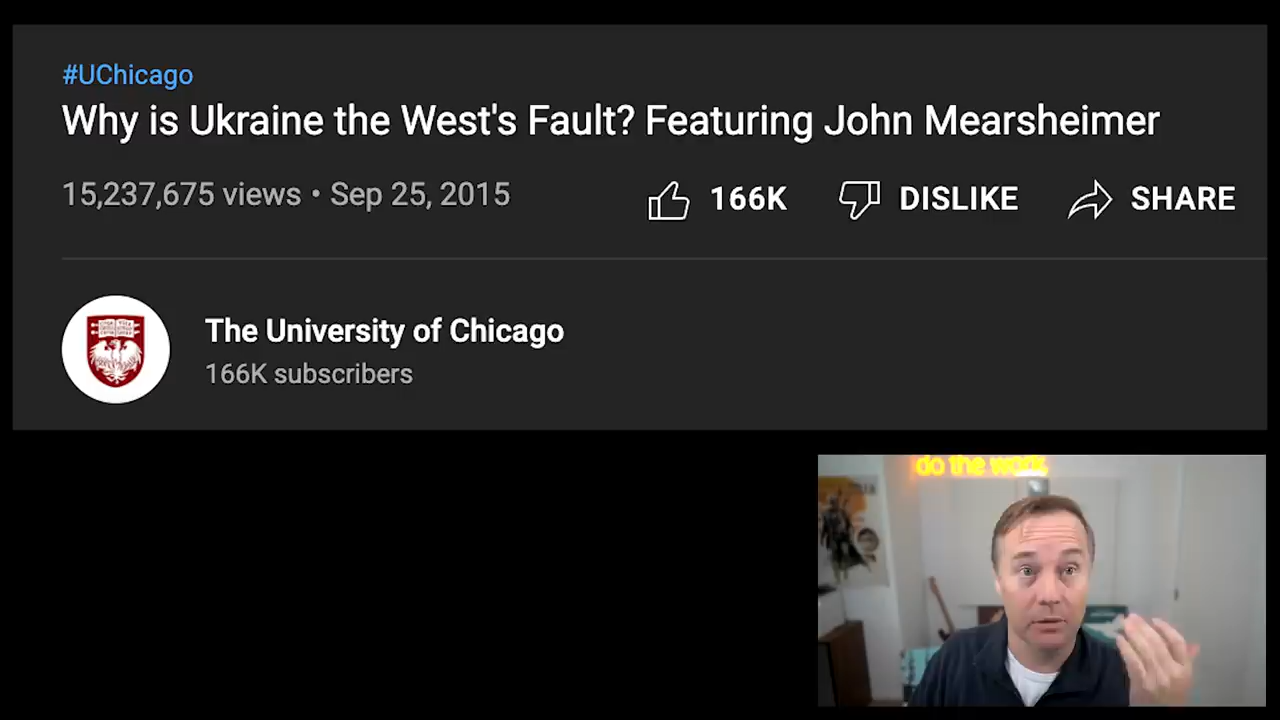 #UChicago
Why is Ukraine the West's Fault? Featuring John Mearsheimer
15,237,675 views • Sep 25, 2015 166K DISLIKE SHARE
The University of Chicago
166K subscribers
do the work